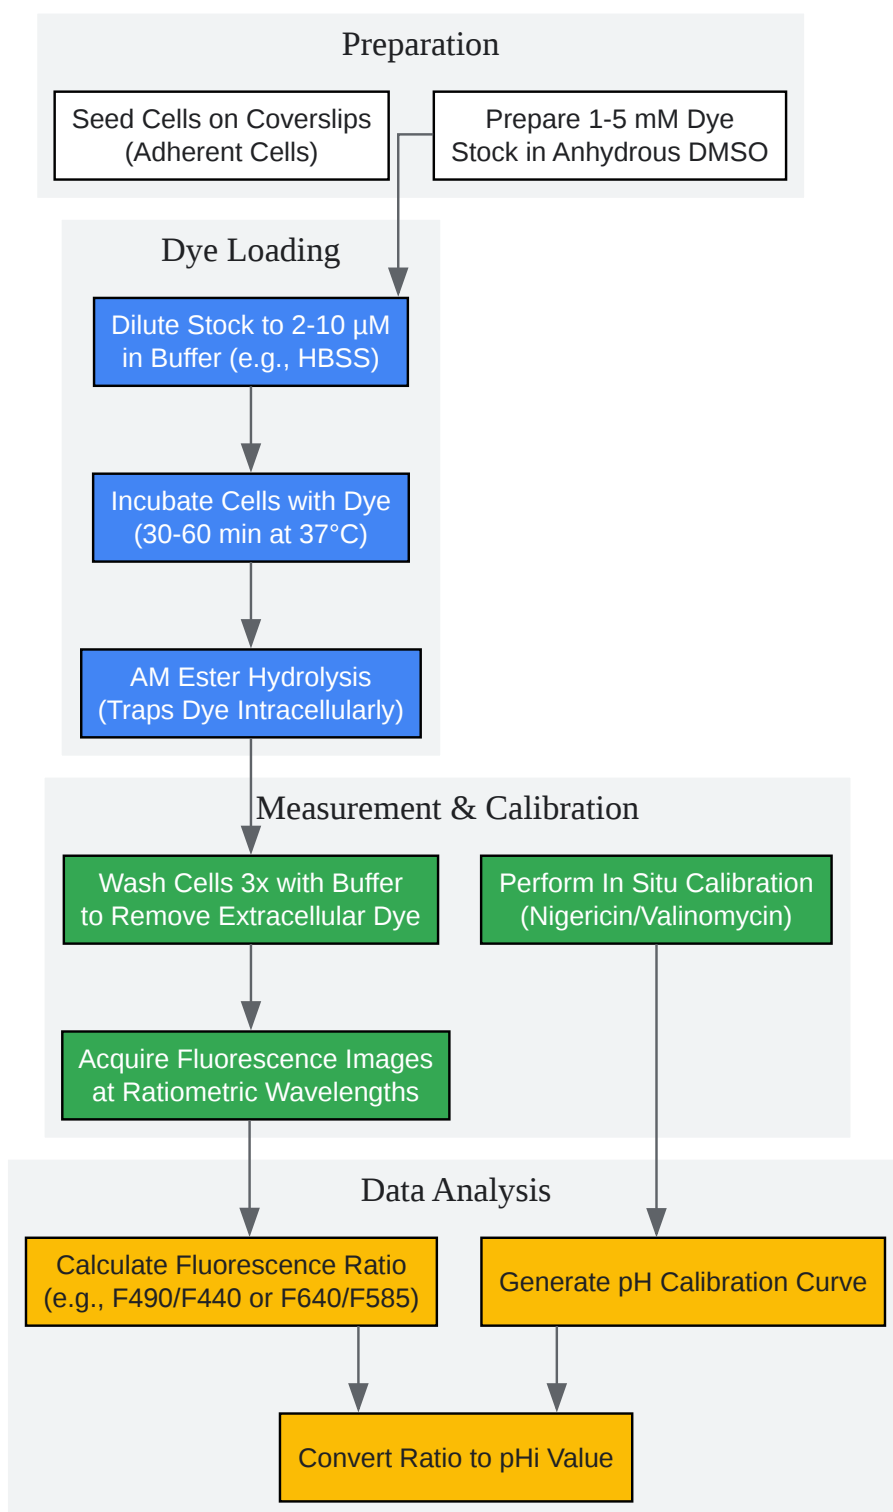 Preparation
Seed Cells on Coverslips
(Adherent Cells)
Prepare 1-5 mM Dye
Stock in Anhydrous DMSO
Dye Loading
Dilute Stock to 2-10 µM
in Buffer (e.g., HBSS)
Incubate Cells with Dye
(30-60 min at 37°C)
AM Ester Hydrolysis
(Traps Dye Intracellularly)
Measurement & Calibration
Wash Cells 3x with Buffer
to Remove Extracellular Dye
Perform In Situ Calibration
(Nigericin/Valinomycin)
Acquire Fluorescence Images
at Ratiometric Wavelengths
Data Analysis
Calculate Fluorescence Ratio
(e.g., F490/F440 or F640/F585)
Generate pH Calibration Curve
Convert Ratio to pHi Value